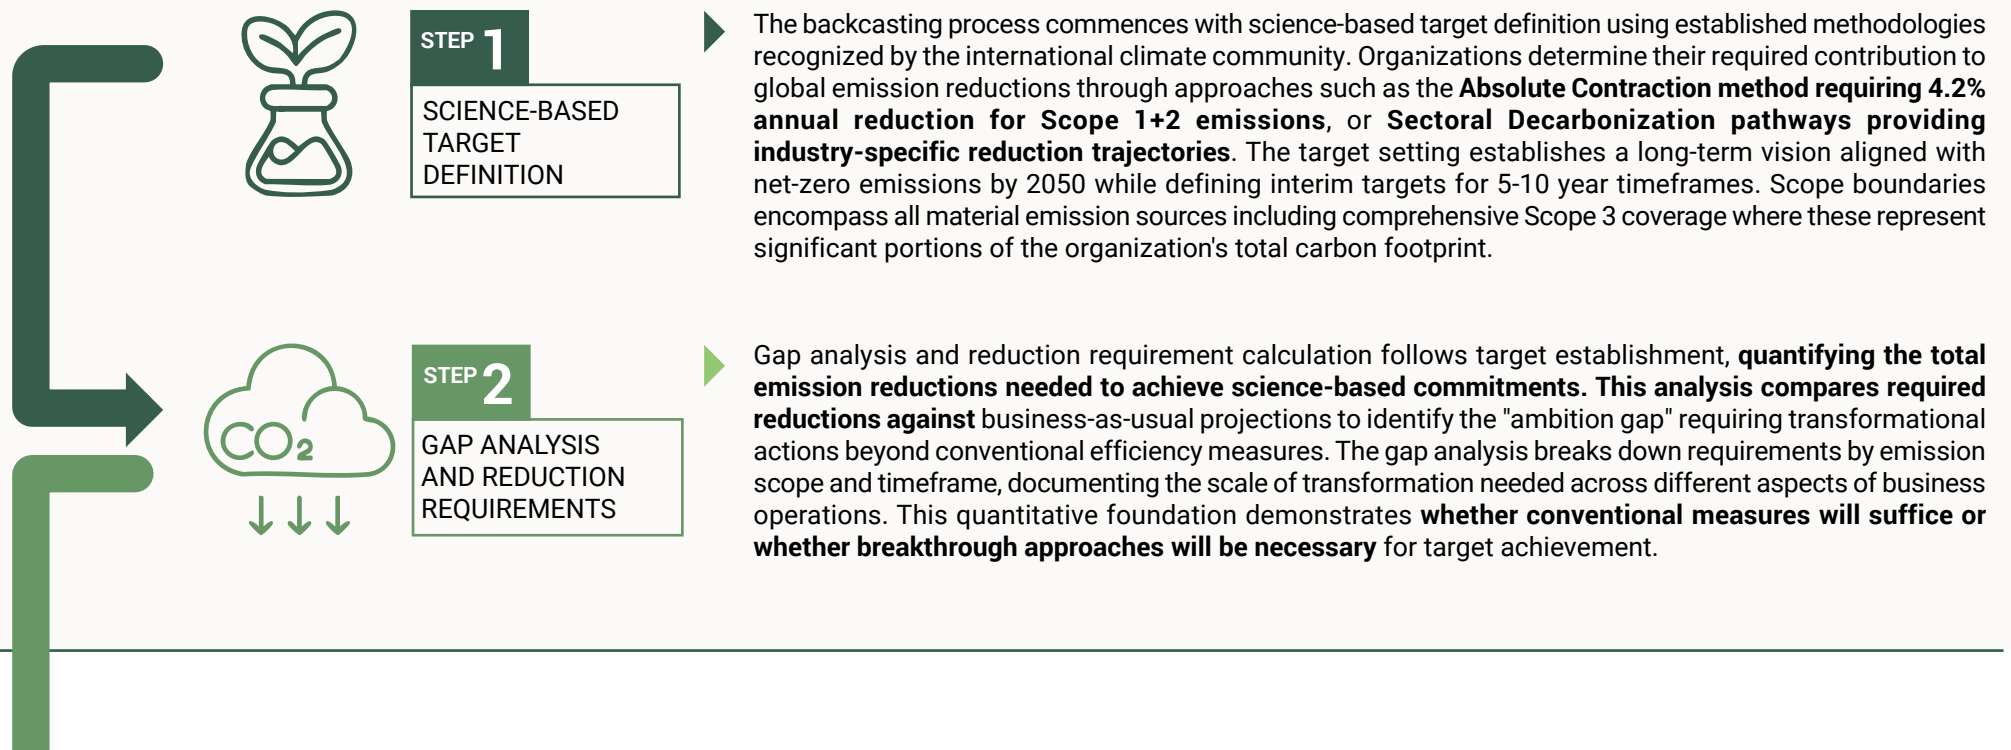 STEP 1
SCIENCE-BASED
TARGET
DEFINITION
The backcasting process commences with science-based target definition using established methodologies
recognized by the international climate community. Organizations determine their required contribution to
global emission reductions through approaches such as the Absolute Contraction method requiring 4.2%
annual reduction for Scope 1+2 emissions, or Sectoral Decarbonization pathways providing
industry-specific reduction trajectories. The target setting establishes a long-term vision aligned with
net-zero emissions by 2050 while defining interim targets for 5-10 year timeframes. Scope boundaries
encompass all material emission sources including comprehensive Scope 3 coverage where these represent
significant portions of the organization's total carbon footprint.
CO2
STEP 2
GAP ANALYSIS
AND REDUCTION
REQUIREMENTS
Gap analysis and reduction requirement calculation follows target establishment, quantifying the total
emission reductions needed to achieve science-based commitments. This analysis compares required
reductions against business-as-usual projections to identify the "ambition gap" requiring transformational
actions beyond conventional efficiency measures. The gap analysis breaks down requirements by emission
scope and timeframe, documenting the scale of transformation needed across different aspects of business
operations. This quantitative foundation demonstrates whether conventional measures will suffice or
whether breakthrough approaches will be necessary for target achievement.